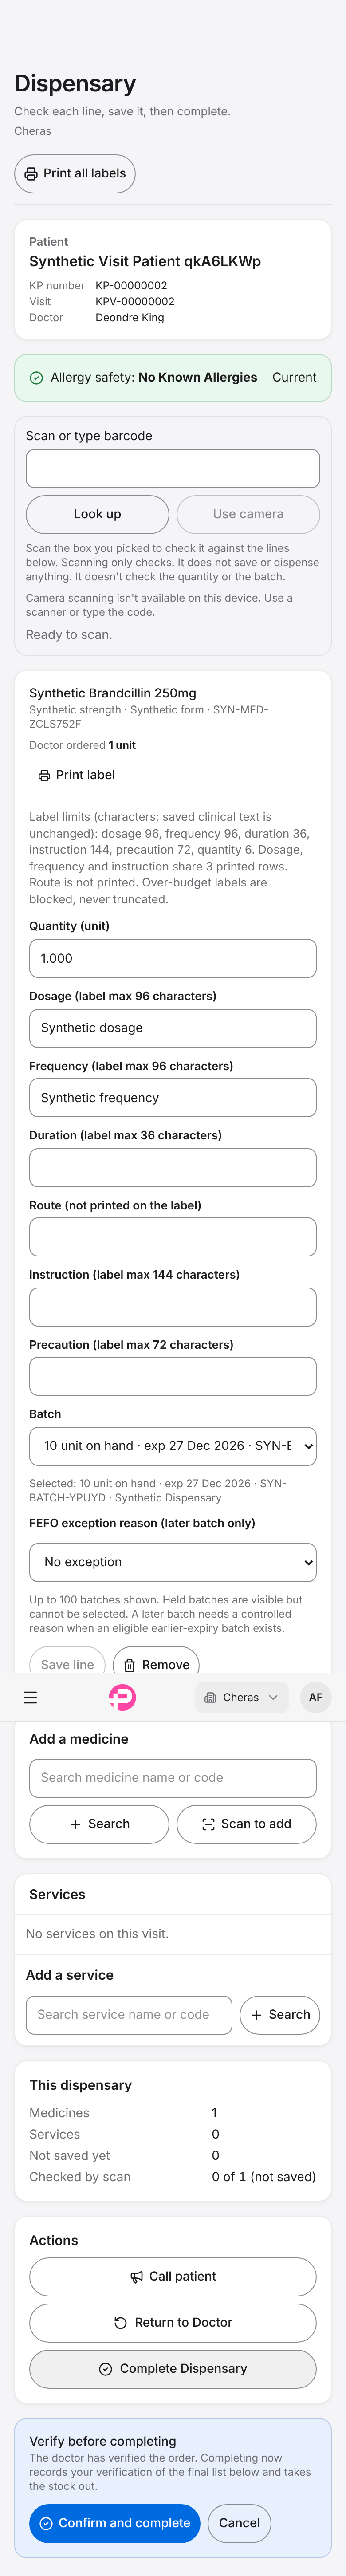 Dispensary
Check each line, save it, then complete.
Cheras
Print all labels
Patient
Synthetic Visit Patient qkA6LKWp
KP number KP-00000002
Visit KPV-00000002
Doctor Deondre King
Allergy safety: No Known Allergies Current
Scan or type barcode
Look up Use camera
Scan the box you picked to check it against the lines
below. Scanning only checks. It does not save or dispense
anything. It doesn't check the quantity or the batch.
Camera scanning isn't available on this device. Use a
scanner or type the code.
Ready to scan.
Synthetic Brandcillin 250mg
Synthetic strength · Synthetic form · SYN-MED-
ZCLS752F
Doctor ordered 1 unit
Print label
Label limits (characters; saved clinical text is
unchanged): dosage 96, frequency 96, duration 36,
instruction 144, precaution 72, quantity 6. Dosage,
frequency and instruction share 3 printed rows.
Route is not printed. Over-budget labels are
blocked, never truncated.
Quantity (unit)
1.000
Dosage (label max 96 characters)
Synthetic dosage
Frequency (label max 96 characters)
Synthetic frequency
Duration (label max 36 characters)
Route (not printed on the label)
Instruction (label max 144 characters)
Precaution (label max 72 characters)
Batch
10 unit on hand · exp 27 Dec 2026 · SYN-E
Selected: 10 unit on hand · exp 27 Dec 2026 · SYN-
BATCH-YPUYD · Synthetic Dispensary
FEFO exception reason (later batch only)
No exception
Up to 100 batches shown. Held batches are visible but
cannot be selected. A later batch needs a controlled
reason when an eligible earlier-expiry batch exists.
Save line Remove
Cheras AF
Add a medicine
Search medicine name or code
Search Scan to add
Services
No services on this visit.
Add a service
Search service name or code Search
This dispensary
Medicines 1
Services 0
Not saved yet 0
Checked by scan 0 of 1 (not saved)
Actions
Call patient
Return to Doctor
Complete Dispensary
Verify before completing
The doctor has verified the order. Completing now
records your verification of the final list below and takes
the stock out.
Confirm and complete Cancel